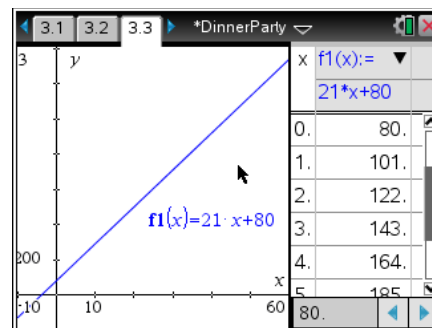 3.1 3.2 3.3 *DinnerParty
3 y
x f1(x):=
21*x+80
0. 80.
1. 101.
2. 122.
3. 143.
4. 164.
5. 185.
f1(x)=21·x+80
200
x
-10 10 60
80.